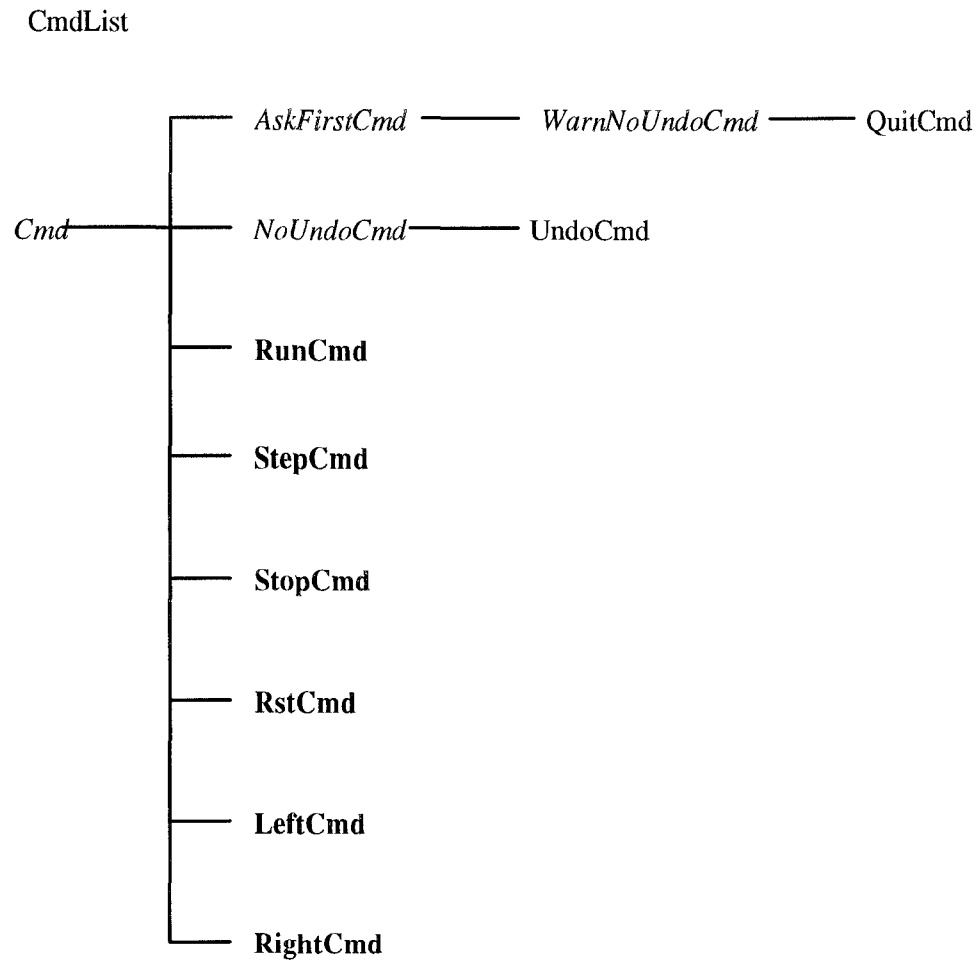 CmdList
AskFirstCmd WarnNoUndoCmd QuitCmd
Cmd NoUndoCmd UndoCmd
RunCmd
StepCmd
StopCmd
RstCmd
LeftCmd
RightCmd